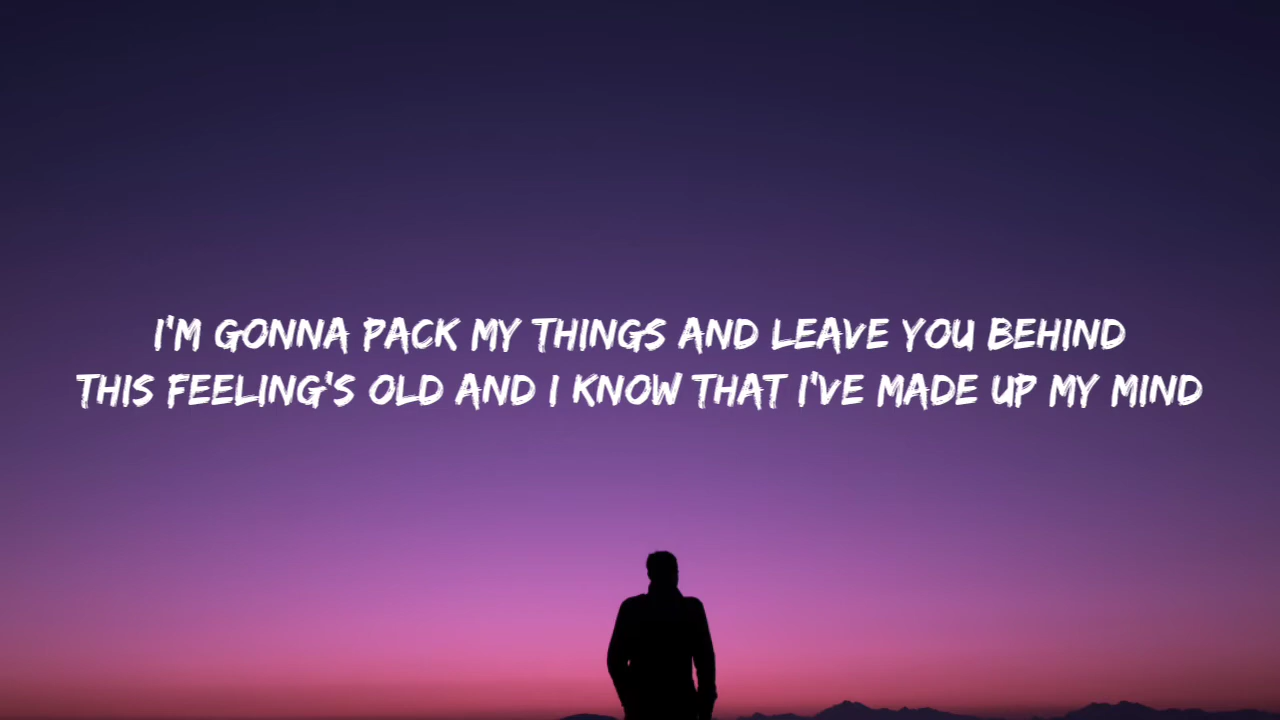 I'M GONNA PACK MY THINGS AND LEAVE YOU BEHIND
THIS FEELING'S OLD AND I KNOW THAT I'VE MADE UP MY MIND